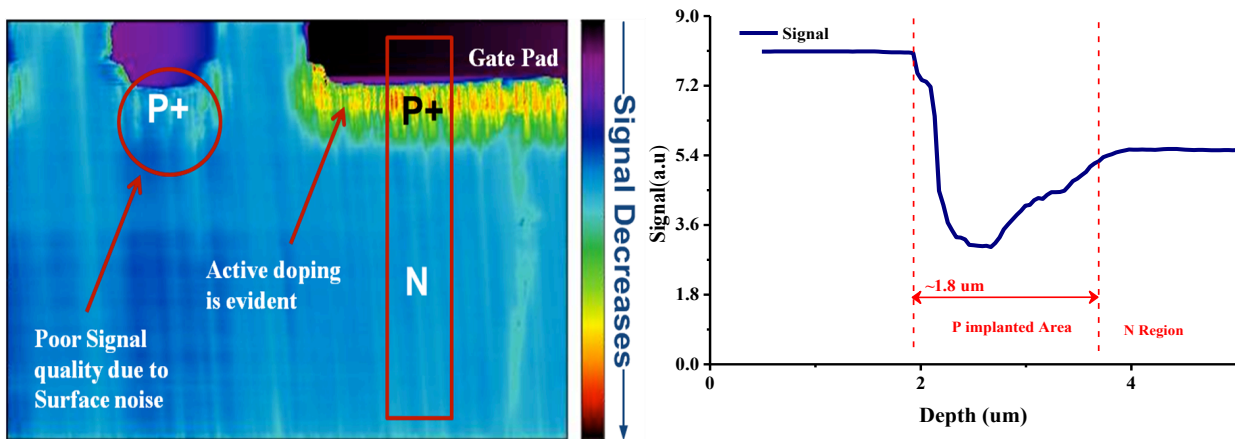 Gate Pad
P+
P+
Active doping
is evident
N
Poor Signal
quality due to
Surface noise
Signal Decreases
9.0
7.2
5.4
3.6
1.8
0.0
Signal(a.u)
Signal
~1.8 um
P implanted Area
N Region
0
2
4
Depth (um)